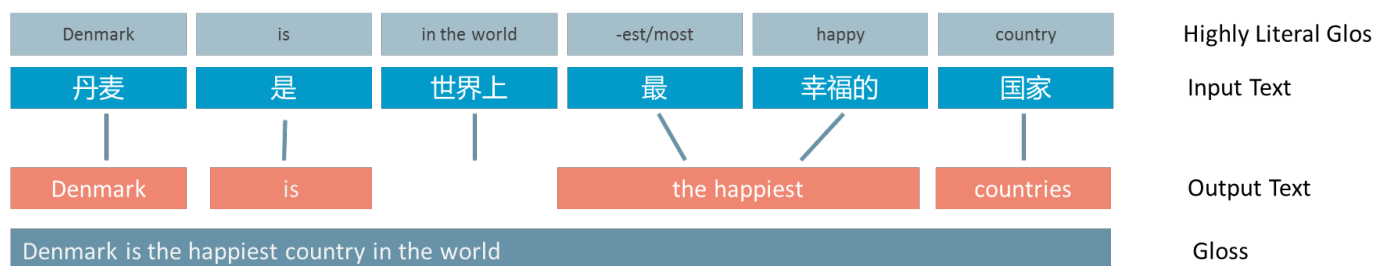 Denmark is in the world -est/most happy country Highly Literal Glos
丹麦 是 世界上 最 幸福的 国家 Input Text
Denmark is the happiest countries Output Text
Denmark is the happiest country in the world Gloss